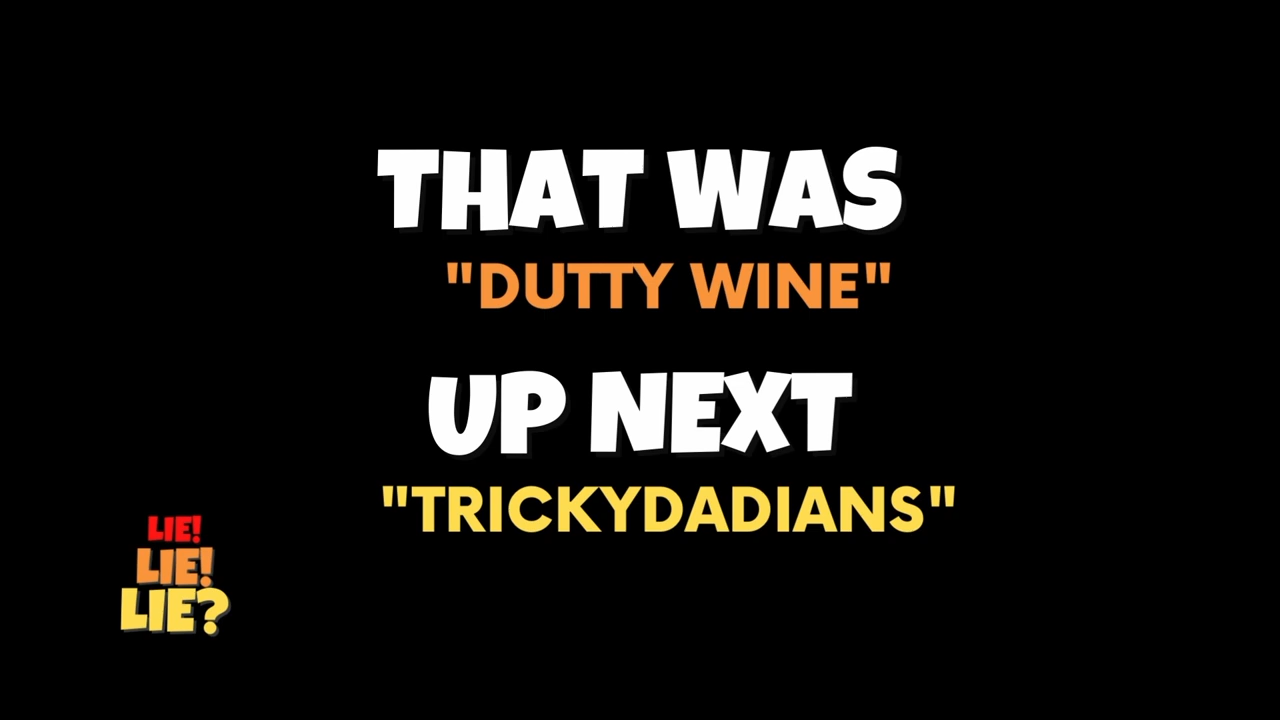 THAT WAS
"DUTTY WINE"
UP NEXT
"TRICKYDADIANS"
LIE!
LIE!
LIE?